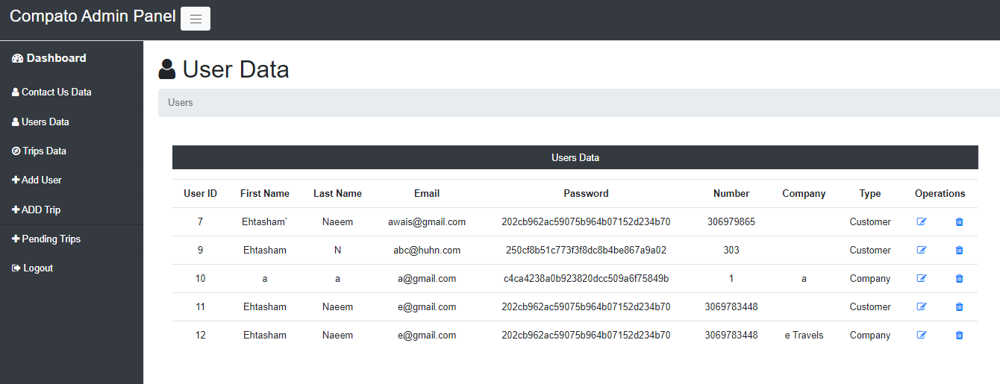 Compato Admin Panel
Dashboard
Contact Us Data
Users Data
Trips Data
Add User
ADD Trip
Pending Trips
Logout
User Data
Users
Users Data
User ID First Name Last Name Email Password Number Company Type Operations
7 Ehtasham` Naeem awais@gmail.com 202cb962ac59075b964b07152d234b70 306979865 Customer
9 Ehtasham N abc@huhn.com 250cf8b51c773f3f8dc8b4be867a9a02 303 Customer
10 a a a@gmail.com c4ca4238a0b923820dcc509a6f75849b 1 a Company
11 Ehtasham Naeem e@gmail.com 202cb962ac59075b964b07152d234b70 3069783448 Customer
12 Ehtasham Naeem e@gmail.com 202cb962ac59075b964b07152d234b70 3069783448 e Travels Company